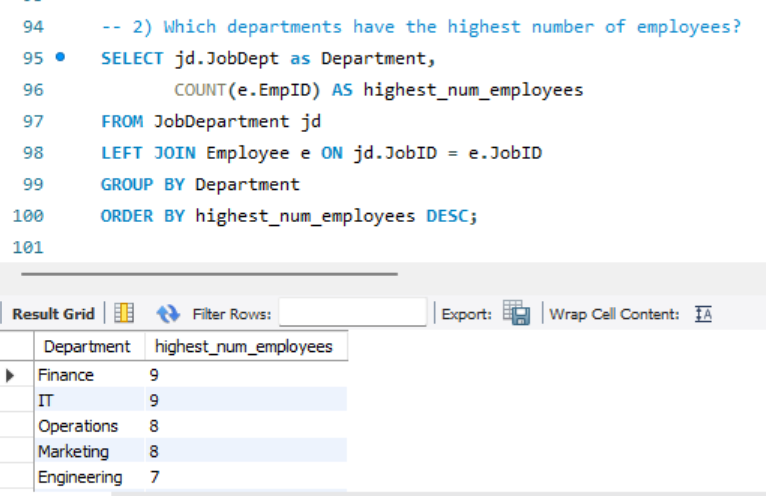 94 -- 2) Which departments have the highest number of employees?
95 SELECT jd.JobDept as Department,
96 COUNT(e.EmpID) AS highest_num_employees
97 FROM JobDepartment jd
98 LEFT JOIN Employee e ON jd.JobID = e.JobID
99 GROUP BY Department
100 ORDER BY highest_num_employees DESC;
101
Result Grid Filter Rows: Export: Wrap Cell Content: IA
Department highest_num_employees
Finance 9
IT 9
Operations 8
Marketing 8
Engineering 7